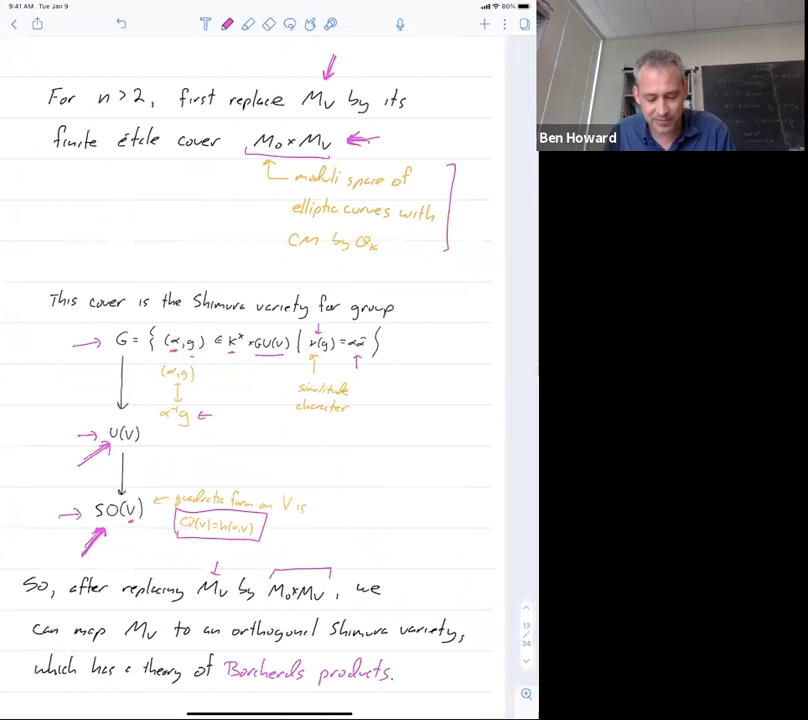 9:41 AM Tue Jan 9
80%
For n>2, first replace M_V by its
finite étale cover M_0×M_V
moduli space of
elliptic curves with
CM by O_K
This cover is the Shimura variety for group
G = { (α,g) ∈ K^× × GU(V) | ν(g) = αᾱ }
(α,g)
similitude
α^{-1}g
character
U(V)
SO(V) ← quadratic form on V is
Q(v)=h(v,v)
So, after replacing M_V by M_0×M_V, we
can map M_V to an orthogonal Shimura variety,
which has a theory of Borcherds products.
Ben Howard
13
/
34